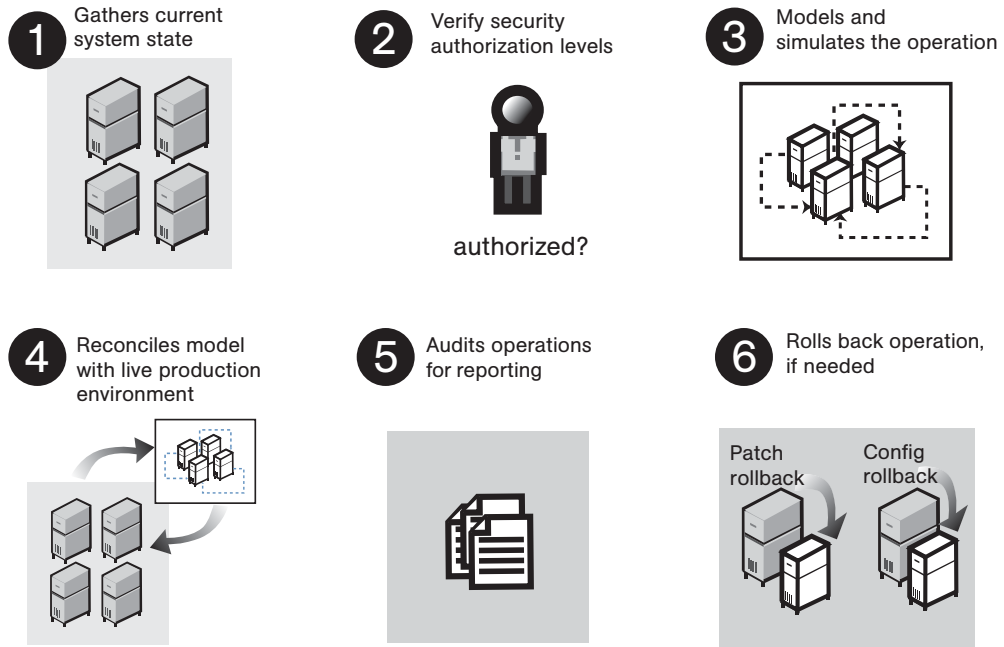 1
Gathers current
system state
2
Verify security
authorization levels
authorized?
3
Models and
simulates the operation
4
Reconciles model
with live production
environment
5
Audits operations
for reporting
6
Rolls back operation,
if needed
Patch
rollback
Config
rollback